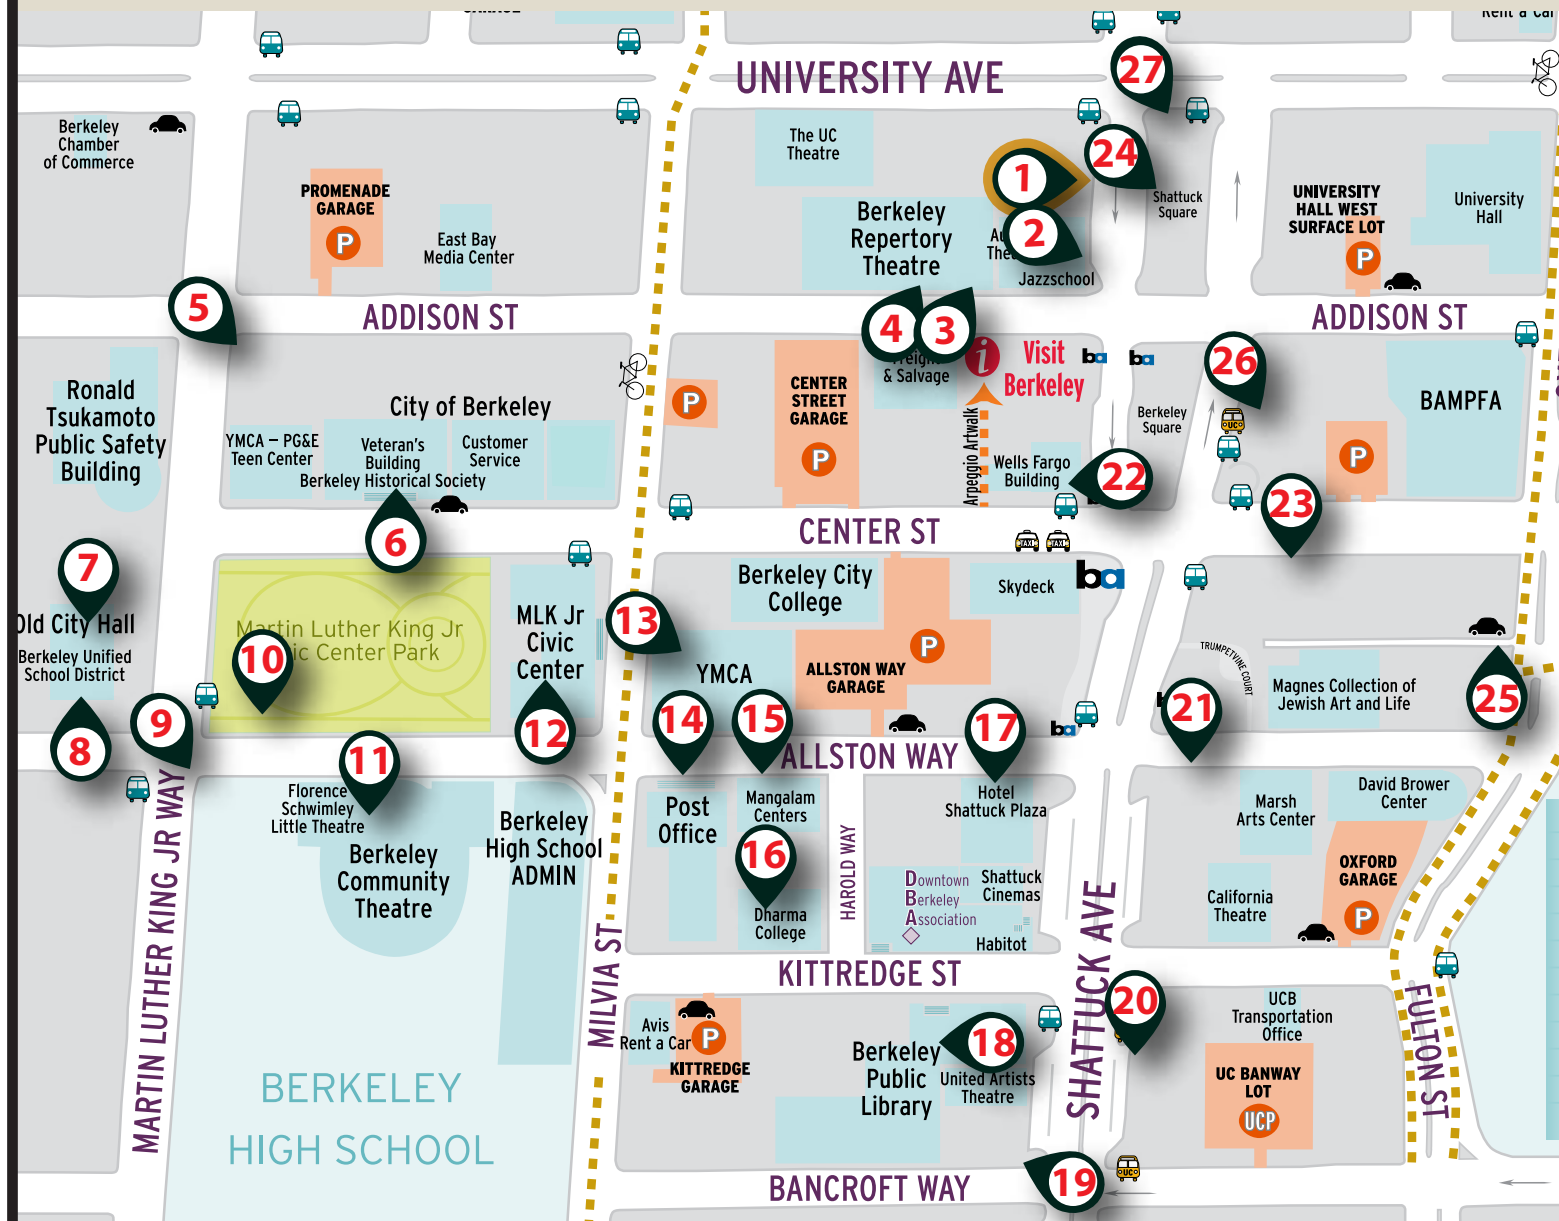 Rent a Car
UNIVERSITY AVE
27
Berkeley
Chamber
of Commerce
The UC
Theatre
24
1
PROMENADE
GARAGE
P
Berkeley
Repertory
Theatre
2
Jazzschool
Shattuck
Square
UNIVERSITY
HALL WEST
SURFACE LOT
P
University
Hall
East Bay
Media Center
5
ADDISON ST
4
3
ADDISON ST
& Salvage
i
Visit
Berkeley
ba
ba
26
UC
Ronald
Tsukamoto
Public Safety
Building
City of Berkeley
YMCA – PG&E
Teen Center
Veteran's
Building
Customer
Service
Berkeley Historical Society
P
CENTER
STREET
GARAGE
P
Arpeggio Artwalk
Wells Fargo
Building
22
Berkeley
Square
BAMPFA
P
23
6
CENTER ST
TAXI
TAXI
7
Old City Hall
Berkeley Unified
School District
Martin Luther King Jr
Civic Center Park
10
MLK Jr
Civic
Center
13
Berkeley City
College
Skydeck
ba
YMCA
ALLSTON WAY
GARAGE
P
TRUMPETVINE COURT
Magnes Collection of
Jewish Art and Life
25
8
9
11
12
14
15
ALLSTON WAY
17
ba
21
Florence
Schwimley
Little Theatre
Berkeley
Community
Theatre
Berkeley
High School
ADMIN
Post
Office
Mangalam
Centers
16
Dharma
College
HAROLD WAY
Hotel
Shattuck Plaza
Downtown
Berkeley
Association
Shattuck
Cinemas
Habitot
Marsh
Arts Center
David Brower
Center
California
Theatre
OXFORD
GARAGE
P
MARTIN LUTHER KING JR WAY
MILVIA ST
KITTREDGE ST
SHATTUCK AVE
FULTON ST
BERKELEY
HIGH SCHOOL
Avis
Rent a Car
P
KITTREDGE
GARAGE
Berkeley
Public
Library
18
United Artists
Theatre
20
UCB
Transportation
Office
UC BANWAY
LOT
UCP
BANCROFT WAY
19
UC